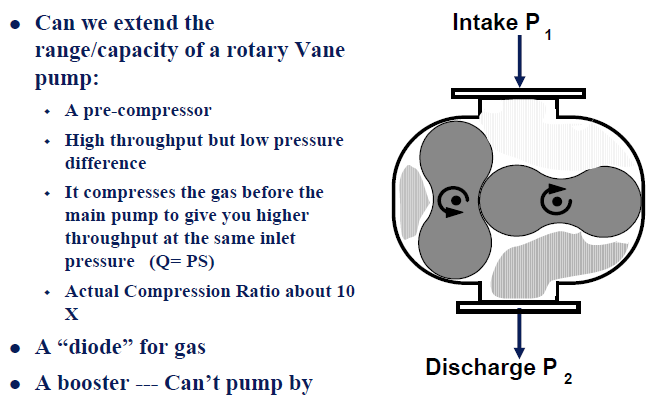 Can we extend the
range/capacity of a rotary Vane
pump:
A pre-compressor
High throughput but low pressure
difference
It compresses the gas before the
main pump to give you higher
throughput at the same inlet
pressure (Q= PS)
Actual Compression Ratio about 10
X
A “diode” for gas
A booster --- Can’t pump by
Intake P 1
Discharge P 2